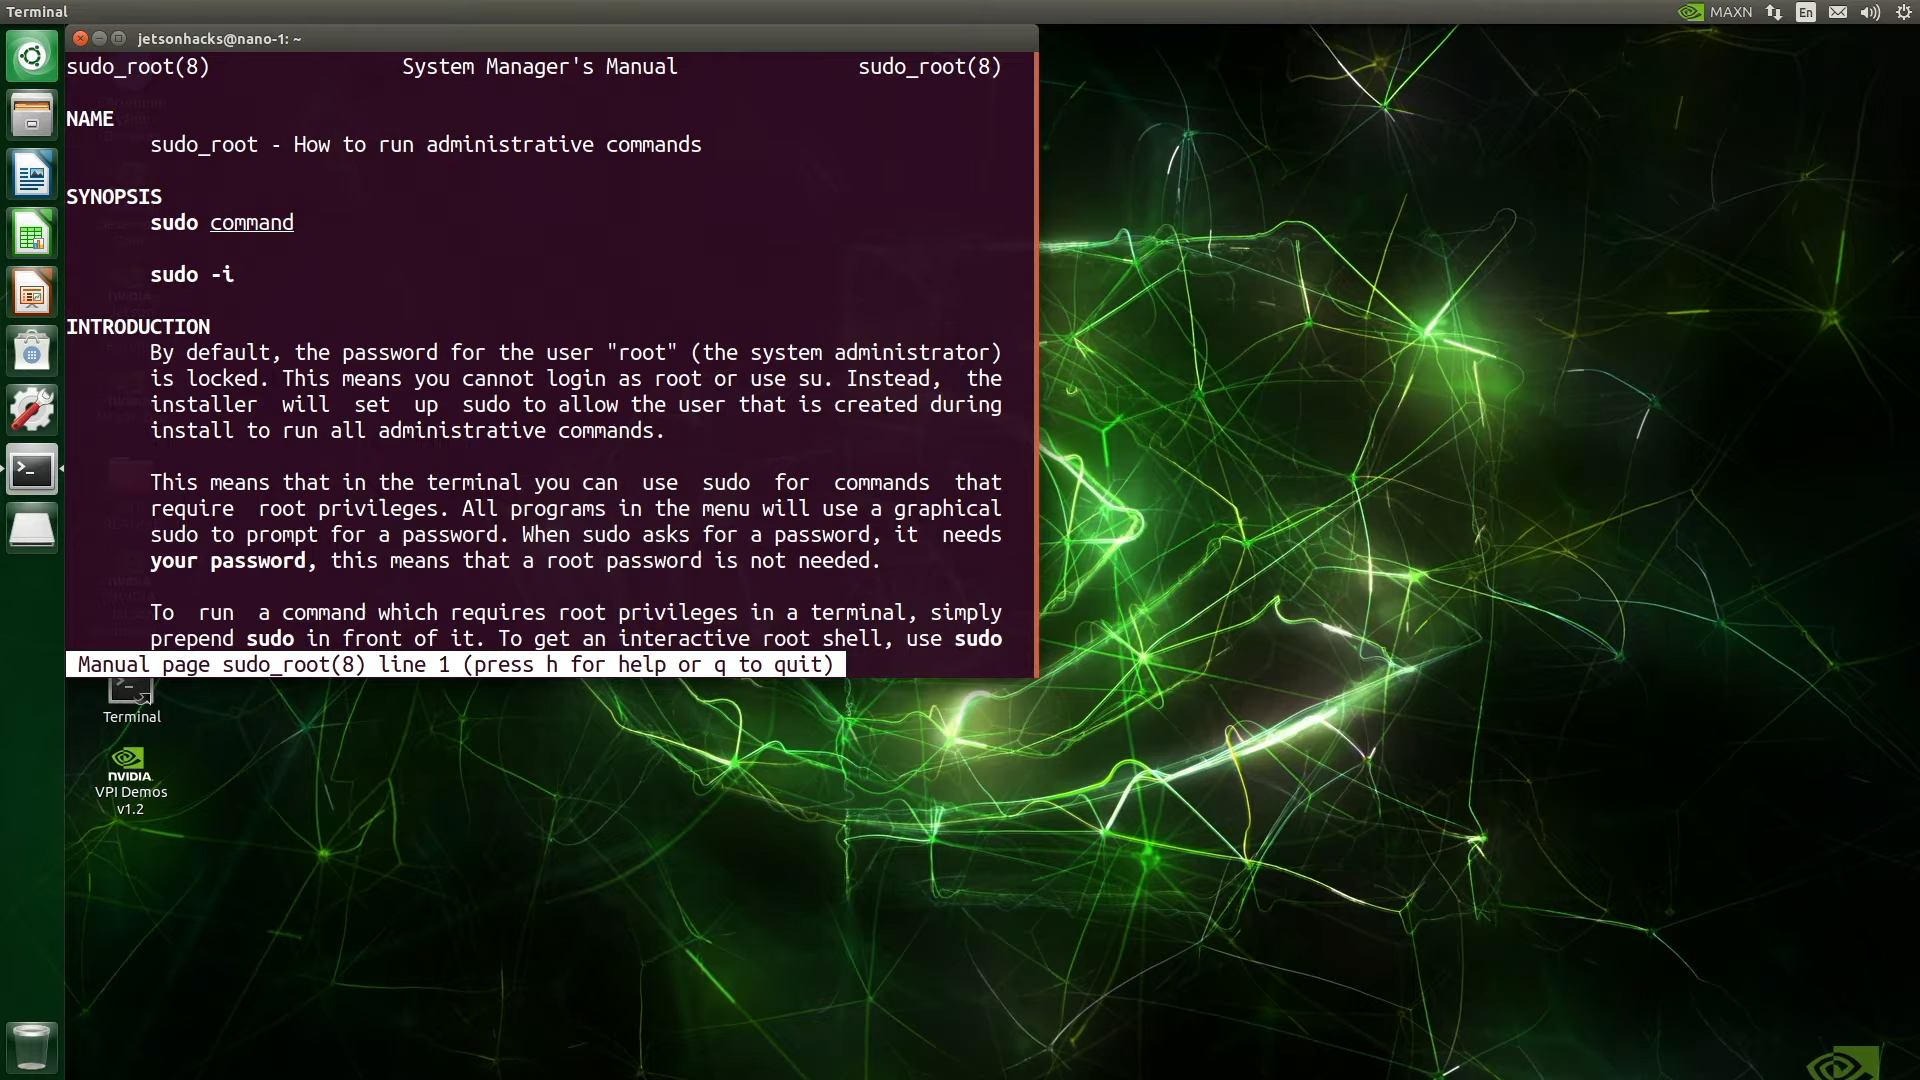 Terminal
MAXN
En
jetsonhacks@nano-1: ~
sudo_root(8) System Manager's Manual sudo_root(8)
NAME
sudo_root - How to run administrative commands
SYNOPSIS
sudo command
sudo -i
INTRODUCTION
By default, the password for the user "root" (the system administrator)
is locked. This means you cannot login as root or use su. Instead, the
installer will set up sudo to allow the user that is created during
install to run all administrative commands.
This means that in the terminal you can use sudo for commands that
require root privileges. All programs in the menu will use a graphical
sudo to prompt for a password. When sudo asks for a password, it needs
your password, this means that a root password is not needed.
To run a command which requires root privileges in a terminal, simply
prepend sudo in front of it. To get an interactive root shell, use sudo
Manual page sudo_root(8) line 1 (press h for help or q to quit)
Terminal
NVIDIA.
VPI Demos
v1.2